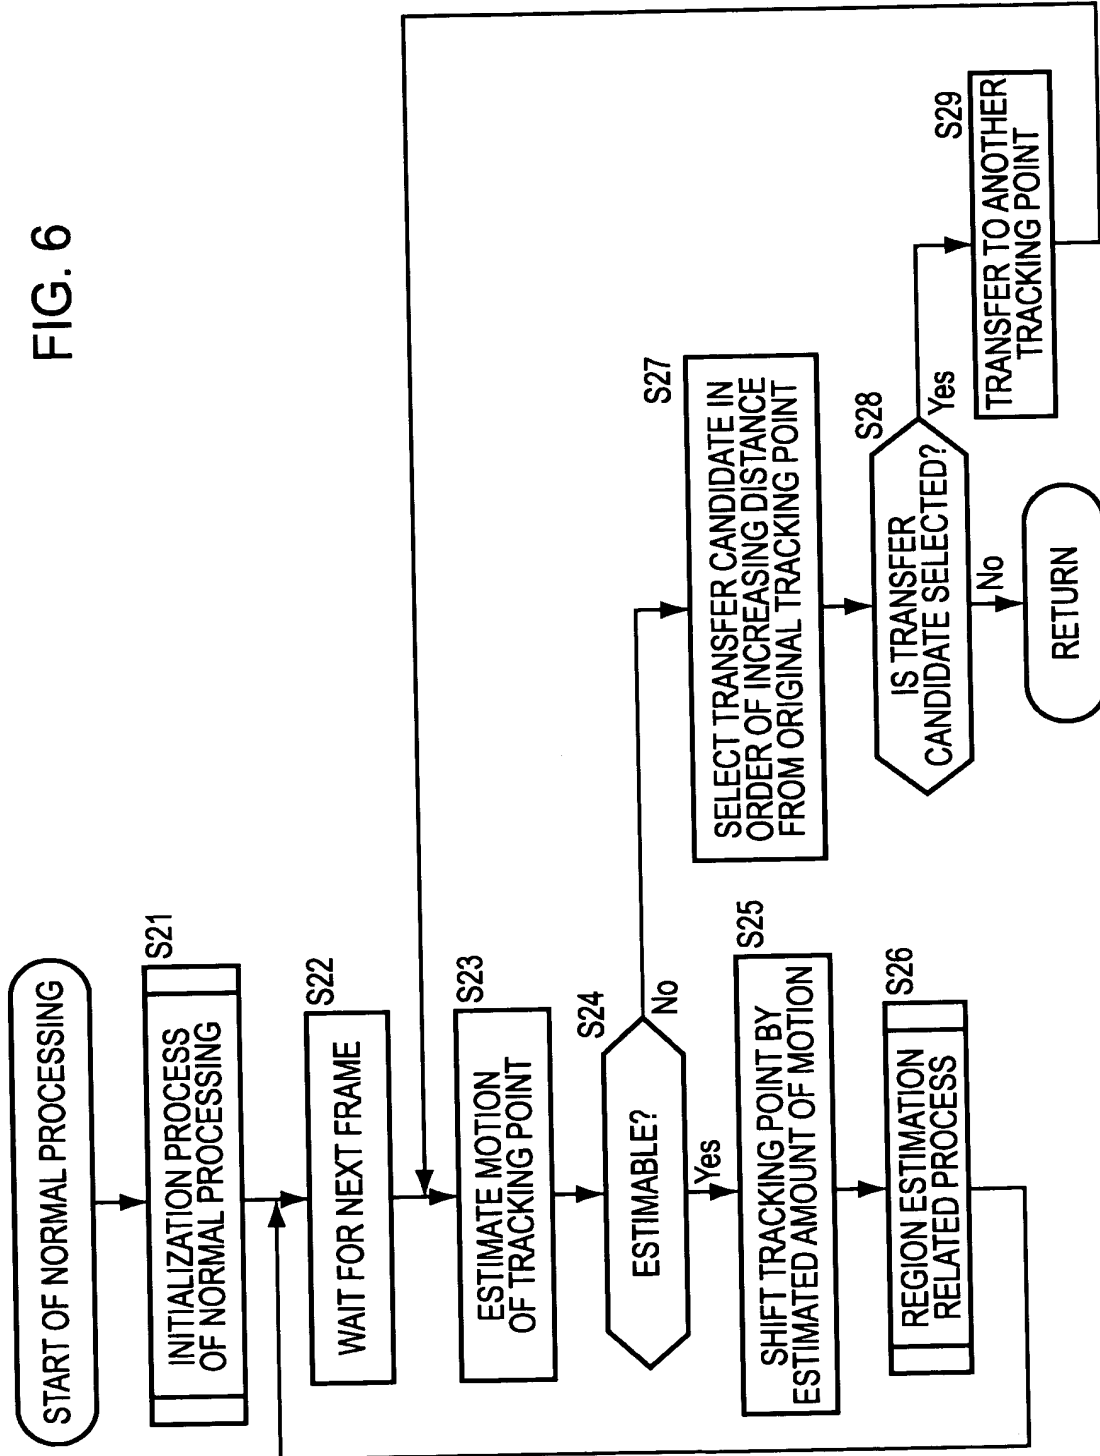 FIG. 6
START OF NORMAL PROCESSING
S21
INITIALIZATION PROCESS
OF NORMAL PROCESSING
S22
WAIT FOR NEXT FRAME
S23
ESTIMATE MOTION
OF TRACKING POINT
S24
ESTIMABLE?
No
Yes
S25
SHIFT TRACKING POINT BY
ESTIMATED AMOUNT OF MOTION
S26
REGION ESTIMATION
RELATED PROCESS
S27
SELECT TRANSFER CANDIDATE IN
ORDER OF INCREASING DISTANCE
FROM ORIGINAL TRACKING POINT
S28
IS TRANSFER
CANDIDATE SELECTED?
Yes
No
S29
TRANSFER TO ANOTHER
TRACKING POINT
RETURN